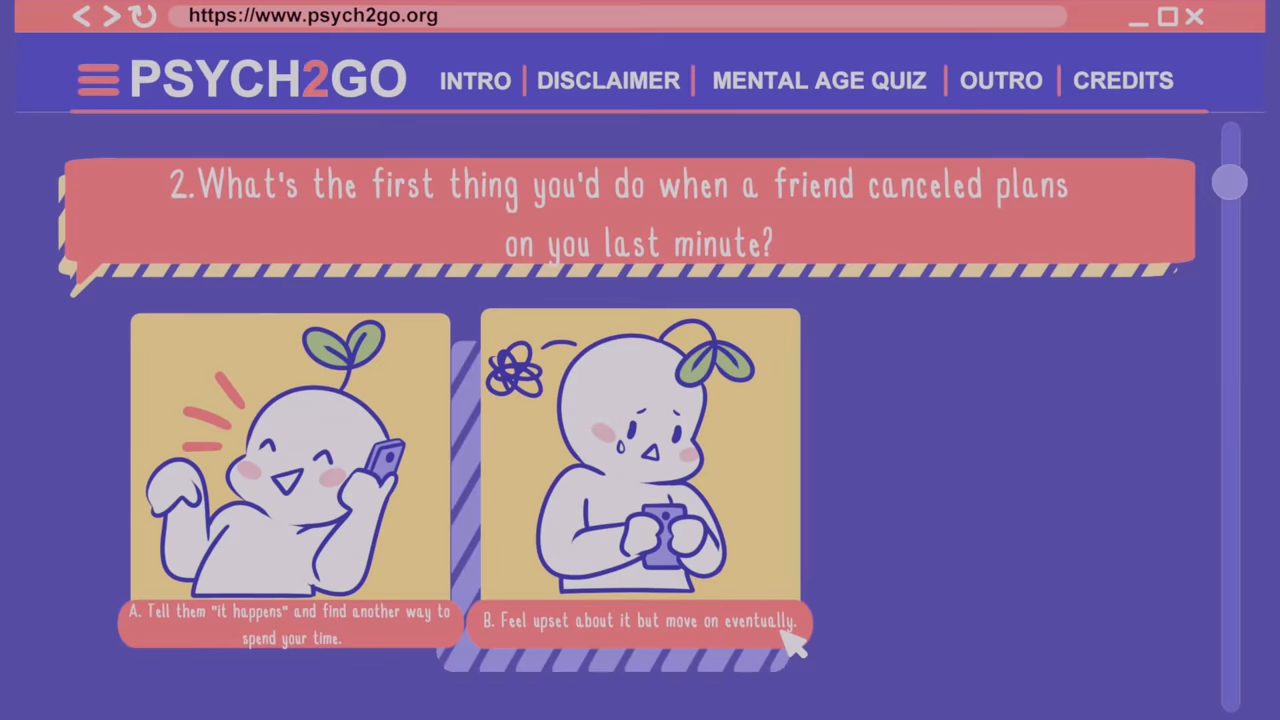 https://www.psych2go.org
PSYCH2GO INTRO DISCLAIMER MENTAL AGE QUIZ OUTRO CREDITS
2.What's the first thing you'd do when a friend canceled plans
on you last minute?
A. Tell them "it happens" and find another way to
spend your time.
B. Feel upset about it but move on eventually.